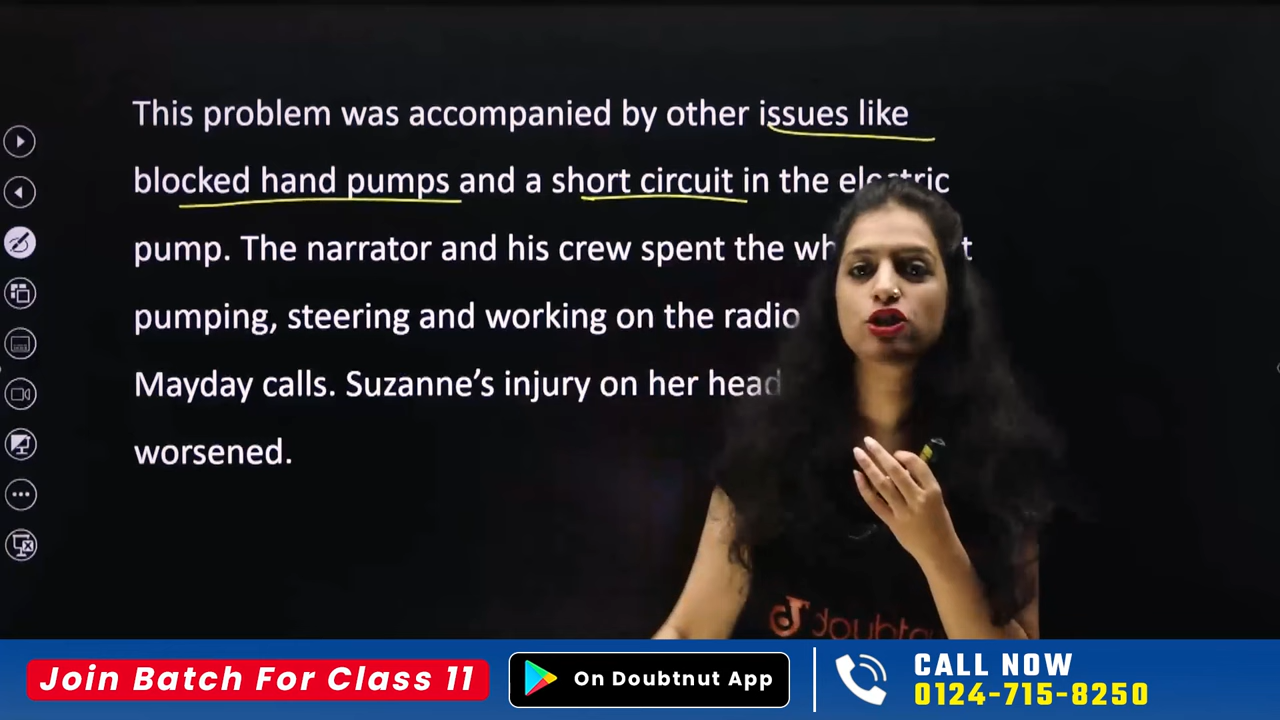 This problem was accompanied by other issues like
blocked hand pumps and a short circuit in the electric
pump. The narrator and his crew spent the
pumping, steering and working on the radio
Mayday calls. Suzanne’s injury on her head
worsened.
doubtnut
Join Batch For Class 11
On Doubtnut App
CALL NOW
0124-715-8250